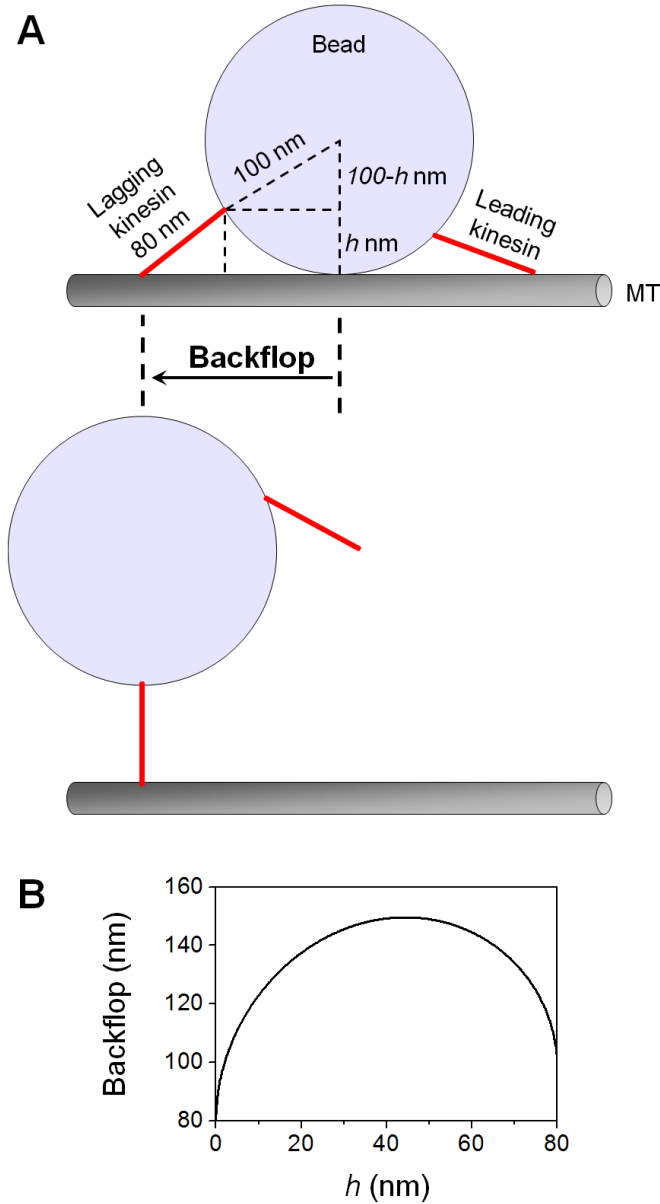 A
Bead
100 nm
100-h nm
Lagging
kinesin
80 nm
h nm
Leading
kinesin
MT
Backflop
B
Backflop (nm)
160
140
120
100
80
0
20
40
60
80
h (nm)